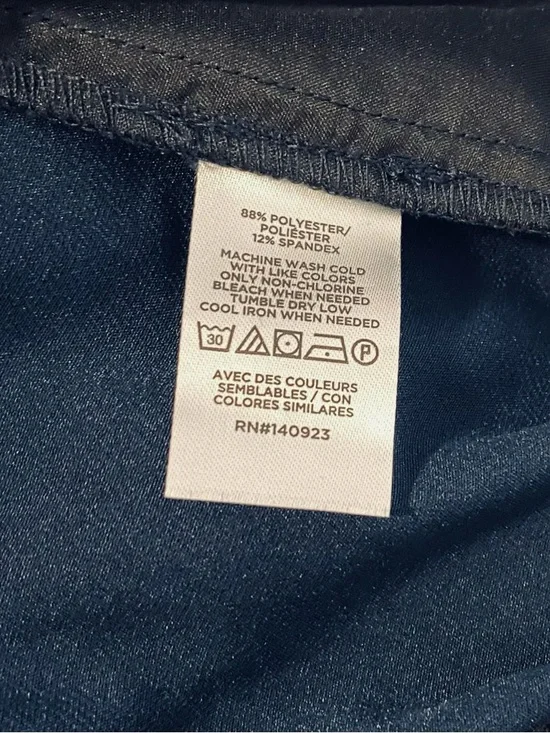 88% POLYESTER/
POLIÉSTER
12% SPANDEX
MACHINE WASH COLD
WITH LIKE COLORS
ONLY NON-CHLORINE
BLEACH WHEN NEEDED
TUMBLE DRY LOW
COOL IRON WHEN NEEDED
30 P
AVEC DES COULEURS
SEMBLABLES / CON
COLORES SIMILARES
RN#140923